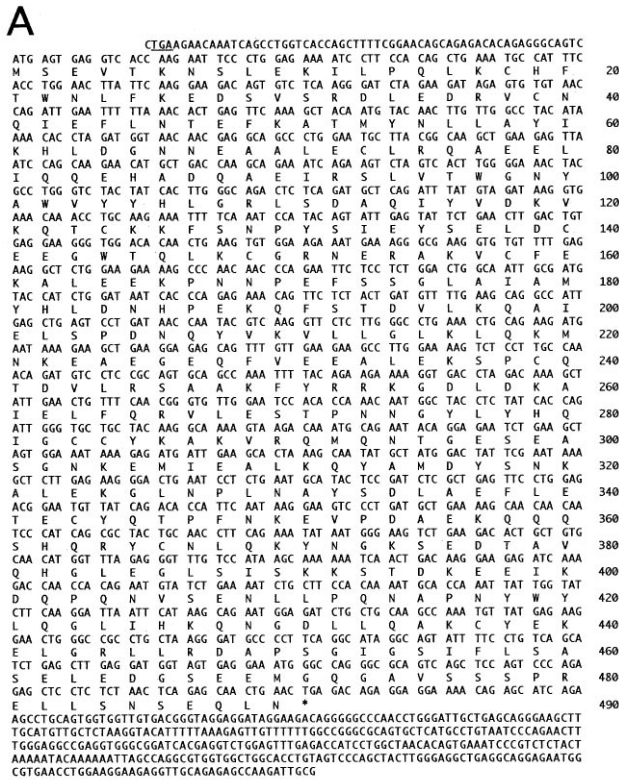 A
CTGAAGAACAAATCAGCCTGGTCACCAGCTTTTCGGAACAGCAGAGACACAGAGGGCAGTC
ATG AGT GAG GTC ACC AAG AAT TCC CTG GAG AAA ATC CTT CCA CAG CTG AAA TGC CAT TTC
M S E V T K N S L E K I L P Q L K C H F 20
ACC TGG AAC TTA TTC AAG GAA GAC AGT GTC TCA AGG GAT CTA GAA GAT AGA GTG TGT AAC
T W N L F K E D S V S R D L E D R V C N 40
CAG ATT GAA TTT TTA AAC ACT GAG TTC AAA GCT ACA ATG TAC AAC TTG TTG GCC TAC ATA
Q I E F L N T E F K A T M Y N L L A Y I 60
AAA CAC CTA GAT GGT AAC AAC GAG GCA GCC CTG GAA TGC TTA CGG CAA GCT GAA GAG TTA
K H L D G N N E A A L E C L R Q A E E L 80
ATC CAG CAA GAA CAT GCT GAC CAA GCA GAA ATC AGA AGT CTA GTC ACT TGG GGA AAC TAC
I Q Q E H A D Q A E I R S L V T W G N Y 100
GCC TGG GTC TAC TAT CAC TTG GGC AGA CTC TCA GAT GCT CAG ATT TAT GTA GAT AAG GTG
A W V Y Y H L G R L S D A Q I Y V D K V 120
AAA CAA ACC TGC AAG AAA TTT TCA AAT CCA TAC AGT ATT GAG TAT TCT GAA CTT GAC TGT
K Q T C K K F S N P Y S I E Y S E L D C 140
GAG GAA GGG TGG ACA CAA CTG AAG TGT GGA AGA AAT GAA AGG GCG AAG GTG TGT TTT GAG
E E G W T Q L K C G R N E R A K V C F E 160
AAG GCT CTG GAA GAA AAG CCC AAC AAC CCA GAA TTC TCC TCT GGA CTG GCA ATT GCG ATG
K A L E E K P N N P E F S S G L A I A M 180
TAC CAT CTG GAT AAT CAC CCA GAG AAA CAG TTC TCT ACT GAT GTT TTG AAG CAG GCC ATT
Y H L D N H P E K Q F S T D V L K Q A I 200
GAG CTG AGT CCT GAT AAC CAA TAC GTC AAG GTT CTC TTG GGC CTG AAA CTG CAG AAG ATG
E L S P D N Q Y V K V L L G L K L Q K M 220
AAT AAA GAA GCT GAA GGA GAG CAG TTT GTT GAA GAA GCC TTG GAA AAG TCT CCT TGC CAA
N K E A E G E Q F V E E A L E K S P C Q 240
ACA GAT GTC CTC CGC AGT GCA GCC AAA TTT TAC AGA AGA AAA GGT GAC CTA GAC AAA GCT
T D V L R S A A K F Y R R K G D L D K A 260
ATT GAA CTG TTT CAA CGG GTG TTG GAA TCC ACA CCA AAC AAT GGC TAC CTC TAT CAC CAG
I E L F Q R V L E S T P N N G Y L Y H Q 280
ATT GGG TGC TGC TAC AAG GCA AAA GTA AGA CAA ATG CAG AAT ACA GGA GAA TCT GAA GCT
I G C C Y K A K V R Q M Q N T G E S E A 300
AGT GGA AAT AAA GAG ATG ATT GAA GCA CTA AAG CAA TAT GCT ATG GAC TAT TCG AAT AAA
S G N K E M I E A L K Q Y A M D Y S N K 320
GCT CTT GAG AAG GGA CTG AAT CCT CTG AAT GCA TAC TCC GAT CTC GCT GAG TTC CTG GAG
A L E K G L N P L N A Y S D L A E F L E 340
ACG GAA TGT TAT CAG ACA CCA TTC AAT AAG GAA GTC CCT GAT GCT GAA AAG CAA CAA CAA
T E C Y Q T P F N K E V P D A E K Q Q Q 360
TCC CAT CAG CGC TAC TGC AAC CTT CAG AAA TAT AAT GGG AAG TCT GAA GAC ACT GCT GTG
S H Q R Y C N L Q K Y N G K S E D T A V 380
CAA CAT GGT TTA GAG GGT TTG TCC ATA AGC AAA AAA TCA ACT GAC AAG GAA GAG ATC AAA
Q H G L E G L S I S K K S T D K E E I K 400
GAC CAA CCA CAG AAT GTA TCT GAA AAT CTG CTT CCA CAA AAT GCA CCA AAT TAT TGG TAT
D Q P Q N V S E N L L P Q N A P N Y W Y 420
CTT CAA GGA TTA ATT CAT AAG CAG AAT GGA GAT CTG CTG CAA GCC AAA TGT TAT GAG AAG
L Q G L I H K Q N G D L L Q A K C Y E K 440
GAA CTG GGC CGC CTG CTA AGG GAT GCC CCT TCA GGC ATA GGC AGT ATT TTC CTG TCA GCA
E L G R L L R D A P S G I G S I F L S A 460
TCT GAG CTT GAG GAT GGT AGT GAG GAA ATG GGC CAG GGC GCA GTC AGC TCC AGT CCC AGA
S E L E D G S E E M G Q G A V S S S P R 480
GAG CTC CTC TCT AAC TCA GAG CAA CTG AAC TGA GAC AGA GGA GGA AAA CAG AGC ATC AGA
E L L S N S E Q L N * 490
AGCCTGCAGTGGTGGTTGTGACGGGTAGGAGGATAGGAAGACAGGGGGCCCAACCTGGGATTGCTGAGCAGGGAAGCTT
TGCATGTTGCTCTAAGGTACATTTTTAAAGAGTTGTTTTTTGGCCGGGCGCAGTGGCTCATGCCTGTAATCCCAGAACTT
TGGGAGGCCGAGGTGGGCGGATCACGAGGTCTGGAGTTTGAGACCATCCTGGCTAACACAGTGAAATCCCGTCTCTACT
AAAAATACAAAAAATTAGCCAGGCGTGGTGGCTGGCACCTGTAGTCCCAGCTACTTGGGAGGCTGAGGCAGGAGAATGG
CGTGAACCTGGAAGGAAGAGGTTGCAGAGAGCCAAGATTGCG